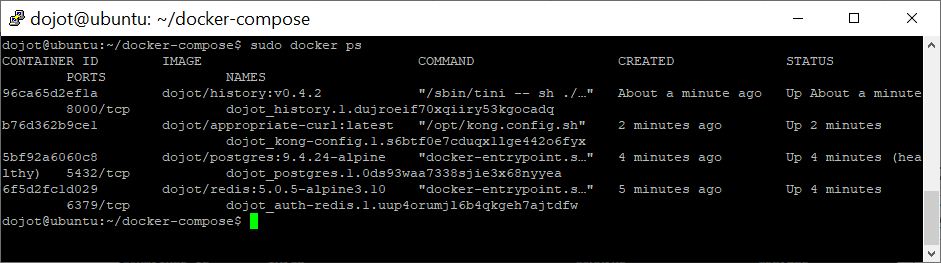 dojot@ubuntu: ~/docker-compose
dojot@ubuntu:~/docker-compose$ sudo docker ps
CONTAINER ID        IMAGE                           COMMAND                  CREATED              STATUS
        PORTS               NAMES
96ca65d2ef1a        dojot/history:v0.4.2            "/sbin/tini -- sh ./…"   About a minute ago   Up About a minute
        8000/tcp            dojot_history.1.dujroeif70xqiiry53kgocadq
b76d362b9ce1        dojot/appropriate-curl:latest   "/opt/kong.config.sh"    2 minutes ago        Up 2 minutes
                            dojot_kong-config.1.s6btf0e7cduqx1lge442o6fyx
5bf92a6060c8        dojot/postgres:9.4.24-alpine    "docker-entrypoint.s…"   4 minutes ago        Up 4 minutes (hea
lthy)   5432/tcp            dojot_postgres.1.0ds93waa7338sjie3x68nyyea
6f5d2fc1d029        dojot/redis:5.0.5-alpine3.10    "docker-entrypoint.s…"   5 minutes ago        Up 4 minutes
        6379/tcp            dojot_auth-redis.1.uup4orumjl6b4qkgeh7ajtdfw
dojot@ubuntu:~/docker-compose$